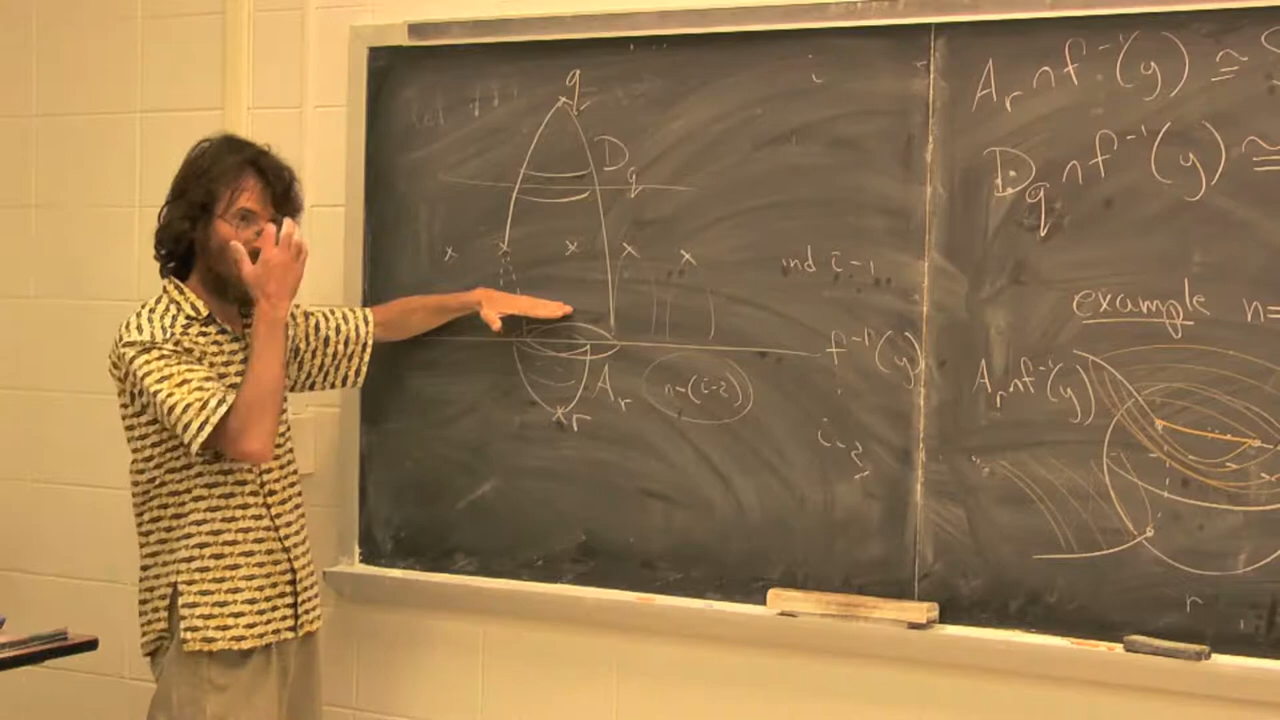 q
D_q
x x x x x
ind i-1
f^{-1}(y)
A_r
n-(i-2)
r
i-2
i
A_r ∩ f^{-1}(y) ≅
D_q ∩ f^{-1}(y) ≅
example n=
A_r ∩ f^{-1}(y)
r